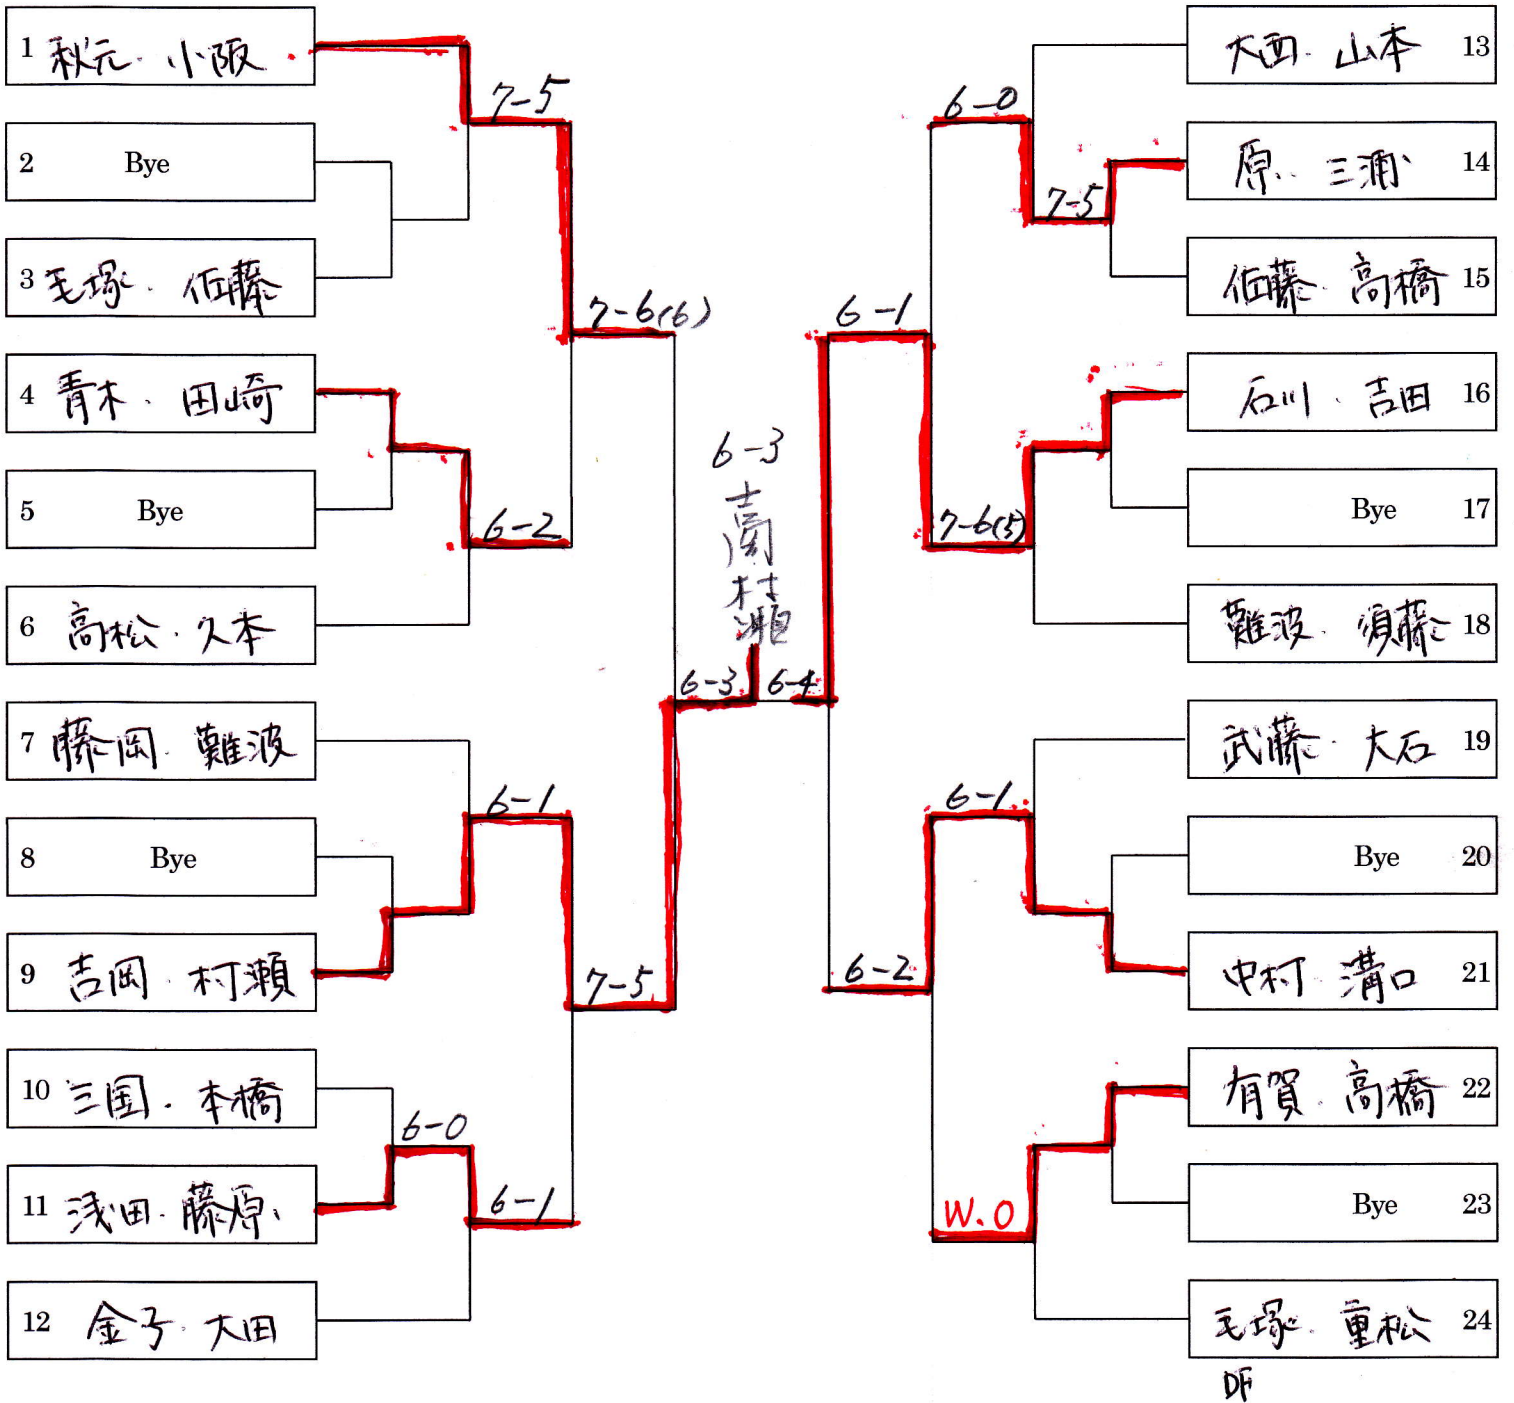 1 秋元・小阪
2 Bye
3 毛塚・佐藤
4 青木・田崎
5 Bye
6 高松・久本
7 藤岡・難波
8 Bye
9 吉岡・村瀬
10 三国・本橋
11 浅田・藤原
12 金子・大田
7-5
6-2
6-1
6-0
6-1
7-6(6)
7-5
6-3
6-3
吉岡
村瀬
6-4
6-1
6-2
6-0
7-5
7-6(5)
6-1
W.O
大西・山本 13
原・三浦 14
佐藤・高橋 15
石川・吉田 16
Bye 17
難波・須藤 18
武藤・大石 19
Bye 20
中村・溝口 21
有賀・高橋 22
Bye 23
毛塚・重松 24
DF